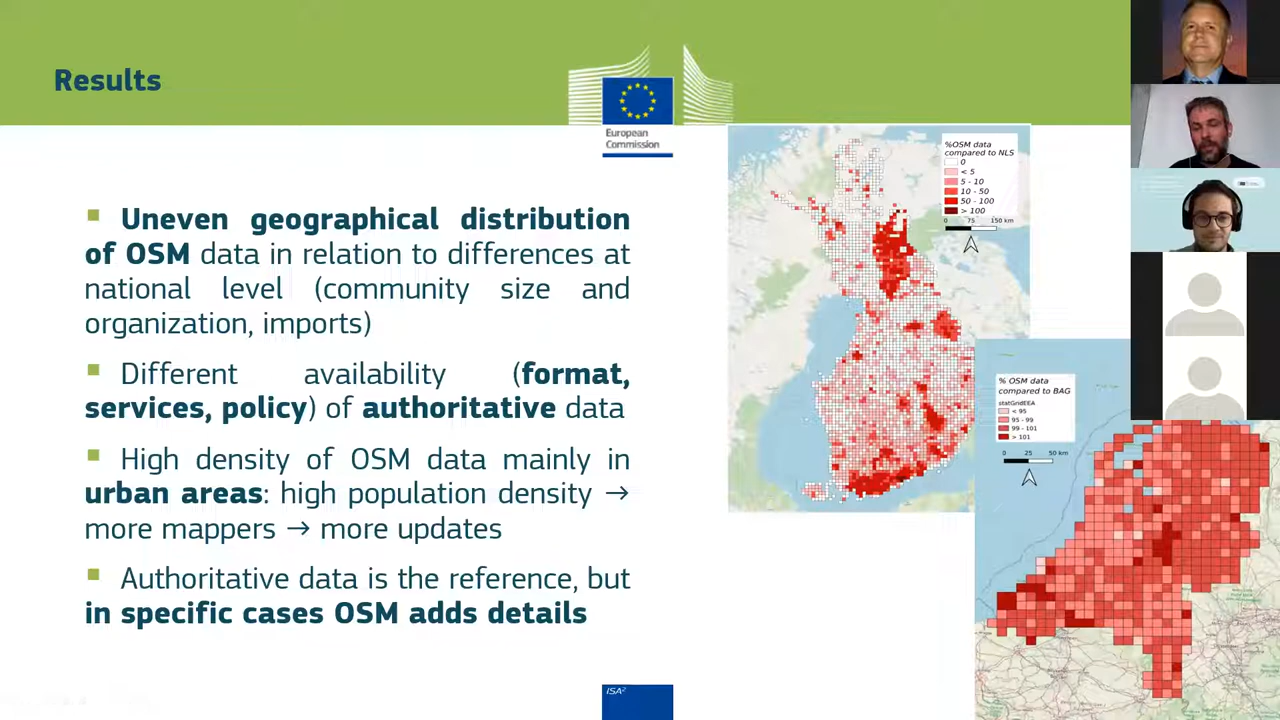 Results
European
Commission
Uneven geographical distribution
of OSM data in relation to differences at
national level (community size and
organization, imports)
Different availability (format,
services, policy) of authoritative data
High density of OSM data mainly in
urban areas: high population density →
more mappers → more updates
Authoritative data is the reference, but
in specific cases OSM adds details
%OSM data
compared to NLS
0
< 5
5 - 10
10 - 50
50 - 100
> 100
0 75 150 km
% OSM data
compared to BAG
statGridEEA
< 95
95 - 99
99 - 101
> 101
0 25 50 km
ISA²